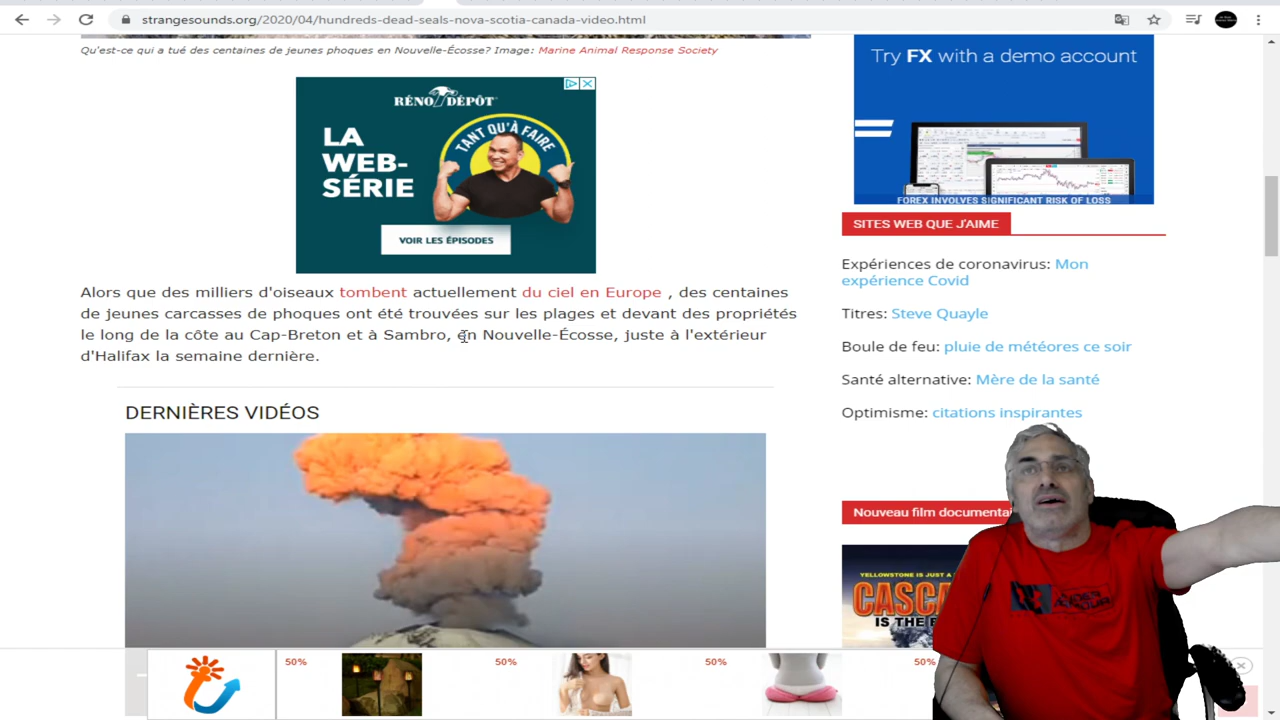 strangesounds.org/2020/04/hundreds-dead-seals-nova-scotia-canada-video.html
Qu'est-ce qui a tué des centaines de jeunes phoques en Nouvelle-Écosse? Image: Marine Animal Response Society
RÉNO DÉPÔT
LA
WEB-
SÉRIE
TANT QU'À FAIRE
VOIR LES ÉPISODES
Alors que des milliers d'oiseaux tombent actuellement du ciel en Europe , des centaines
de jeunes carcasses de phoques ont été trouvées sur les plages et devant des propriétés
le long de la côte au Cap-Breton et à Sambro, en Nouvelle-Écosse, juste à l'extérieur
d'Halifax la semaine dernière.
DERNIÈRES VIDÉOS
Try FX with a demo account
FOREX INVOLVES SIGNIFICANT RISK OF LOSS
SITES WEB QUE J'AIME
Expériences de coronavirus: Mon
expérience Covid
Titres: Steve Quayle
Boule de feu: pluie de météores ce soir
Santé alternative: Mère de la santé
Optimisme: citations inspirantes
Nouveau film documentai
YELLOWSTONE IS JUST A
CASCA
IS THE
50%
50%
50%
50%